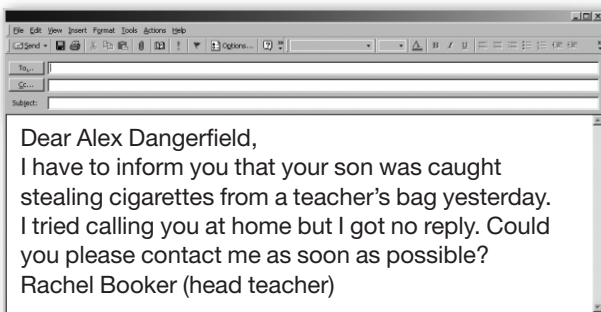 File Edit View Insert Format Tools Actions Help
Send Options...
To...
Cc...
Subject:
Dear Alex Dangerfield,
I have to inform you that your son was caught
stealing cigarettes from a teacher’s bag yesterday.
I tried calling you at home but I got no reply. Could
you please contact me as soon as possible?
Rachel Booker (head teacher)